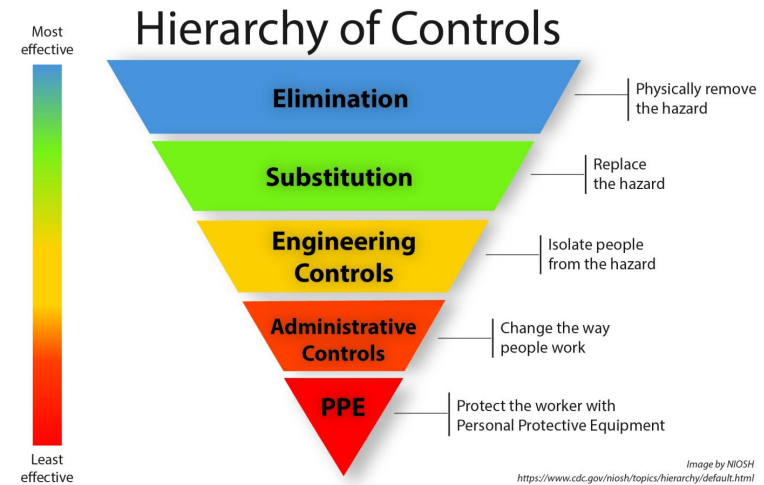 Hierarchy of Controls
Most
effective
Elimination
Physically remove
the hazard
Substitution
Replace
the hazard
Engineering
Controls
Isolate people
from the hazard
Administrative
Controls
Change the way
people work
PPE
Protect the worker with
Personal Protective Equipment
Least
effective
Image by NIOSH
https://www.cdc.gov/niosh/topics/hierarchy/default.html